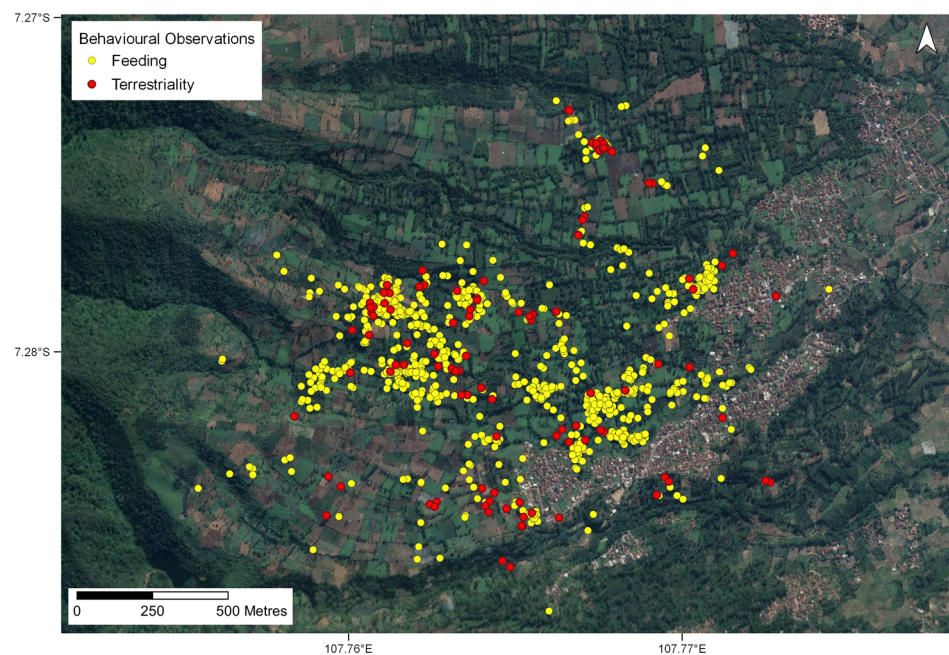 7.27°S
Behavioural Observations
Feeding
Terrestriality
7.28°S
0 250 500 Metres
107.76°E 107.77°E